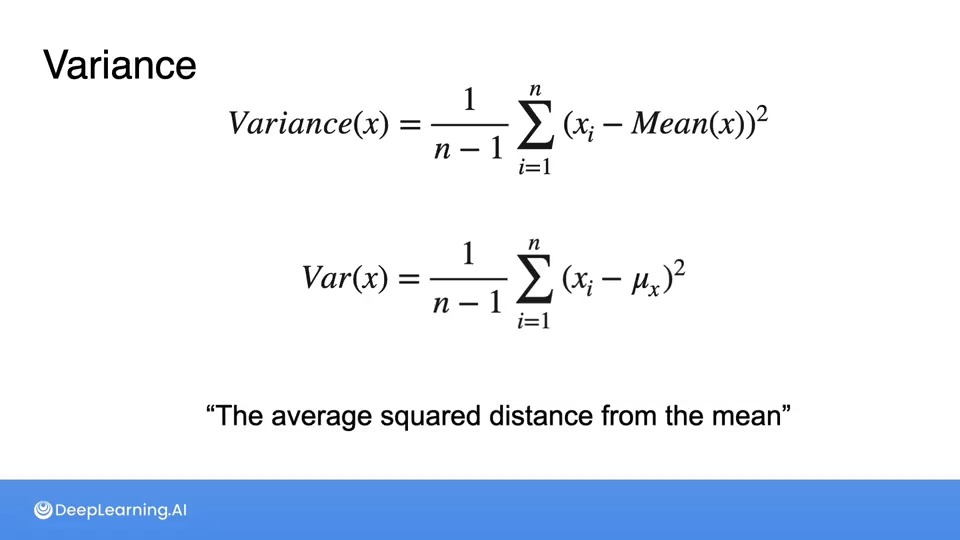 Variance
Variance(x) = \frac{1}{n − 1} \sum_{i=1}^{n} (x_i − Mean(x))^2
Var(x) = \frac{1}{n − 1} \sum_{i=1}^{n} (x_i − μ_x)^2
“The average squared distance from the mean”
DeepLearning.AI